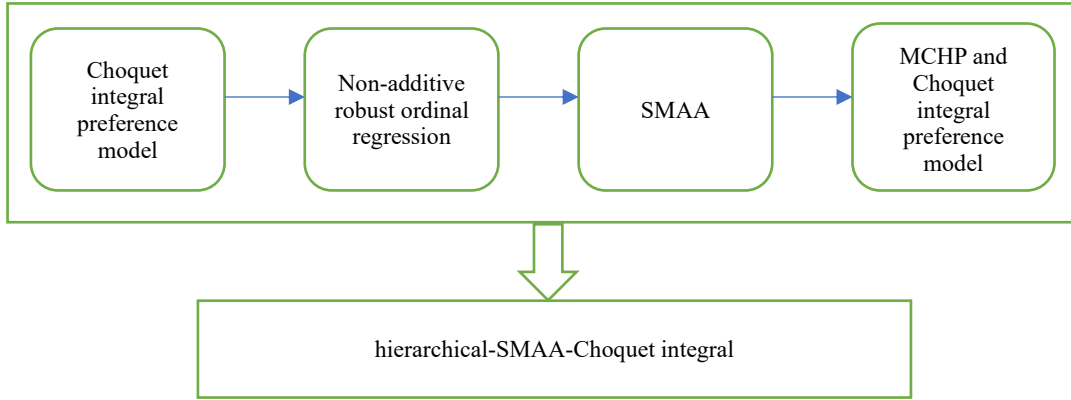 Choquet
integral
preference
model
Non-additive
robust ordinal
regression
SMAA
MCHP and
Choquet
integral
preference
model
hierarchical-SMAA-Choquet integral